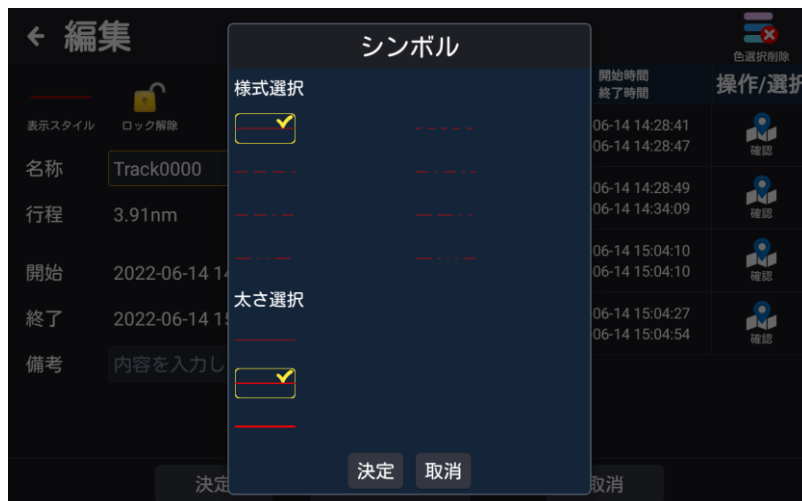 編集
シンボル
色選択削除
開始時間
終了時間
操作/選択
表示スタイル
ロック解除
様式選択
06-14 14:28:41
06-14 14:28:47
確認
名称
Track0000
06-14 14:28:49
06-14 14:34:09
確認
行程
3.91nm
06-14 15:04:10
06-14 15:04:10
確認
開始
2022-06-14 14
太さ選択
終了
2022-06-14 15
06-14 15:04:27
06-14 15:04:54
確認
備考
内容を入力し
決定
取消
決定
取消